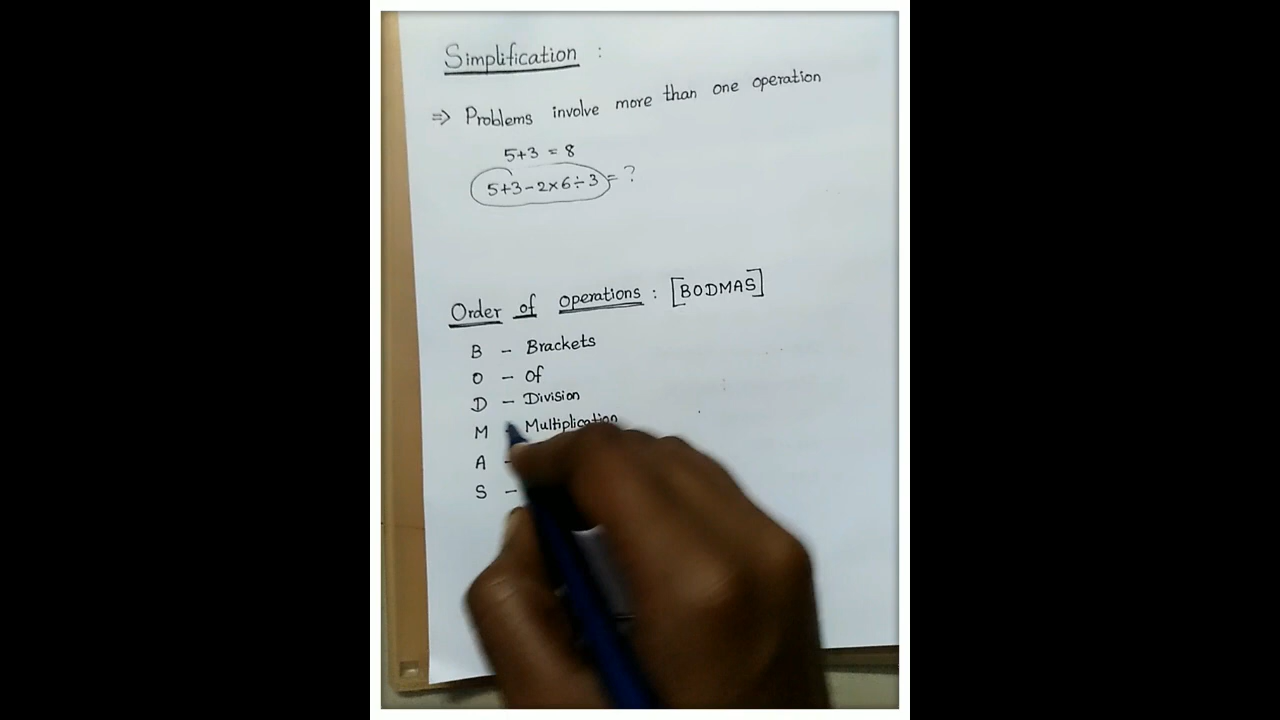 Simplification :
⇒ Problems involve more than one operation
5+3 = 8
5+3-2×6÷3 = ?
Order of operations : [BODMAS]
B - Brackets
O - Of
D - Division
M - Multiplication
A -
S -